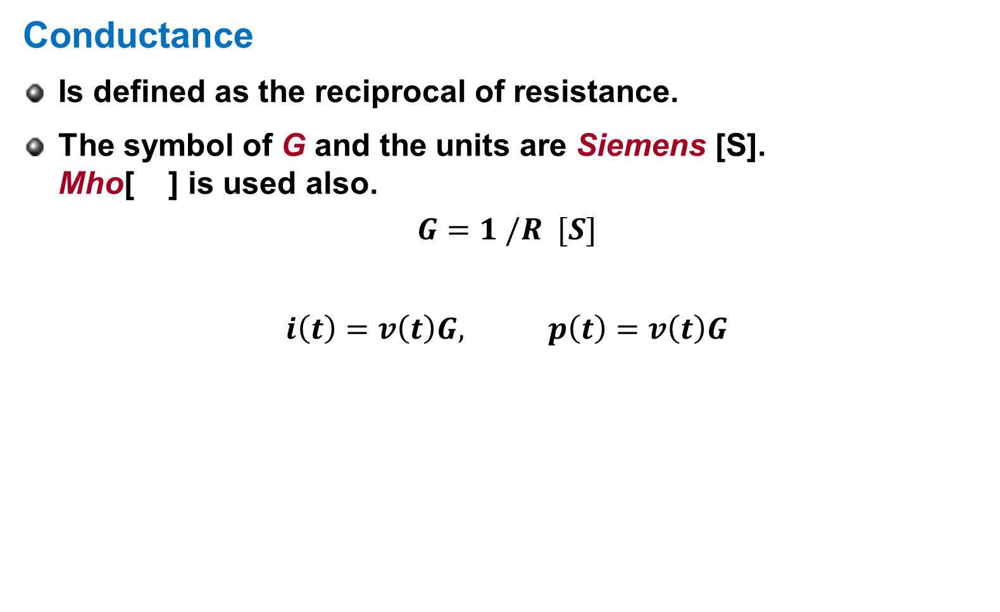 Conductance
Is defined as the reciprocal of resistance.
The symbol of G and the units are Siemens [S].
Mho[ ] is used also.
G = 1 /R [S]
i(t) = v(t)G, p(t) = v(t)G